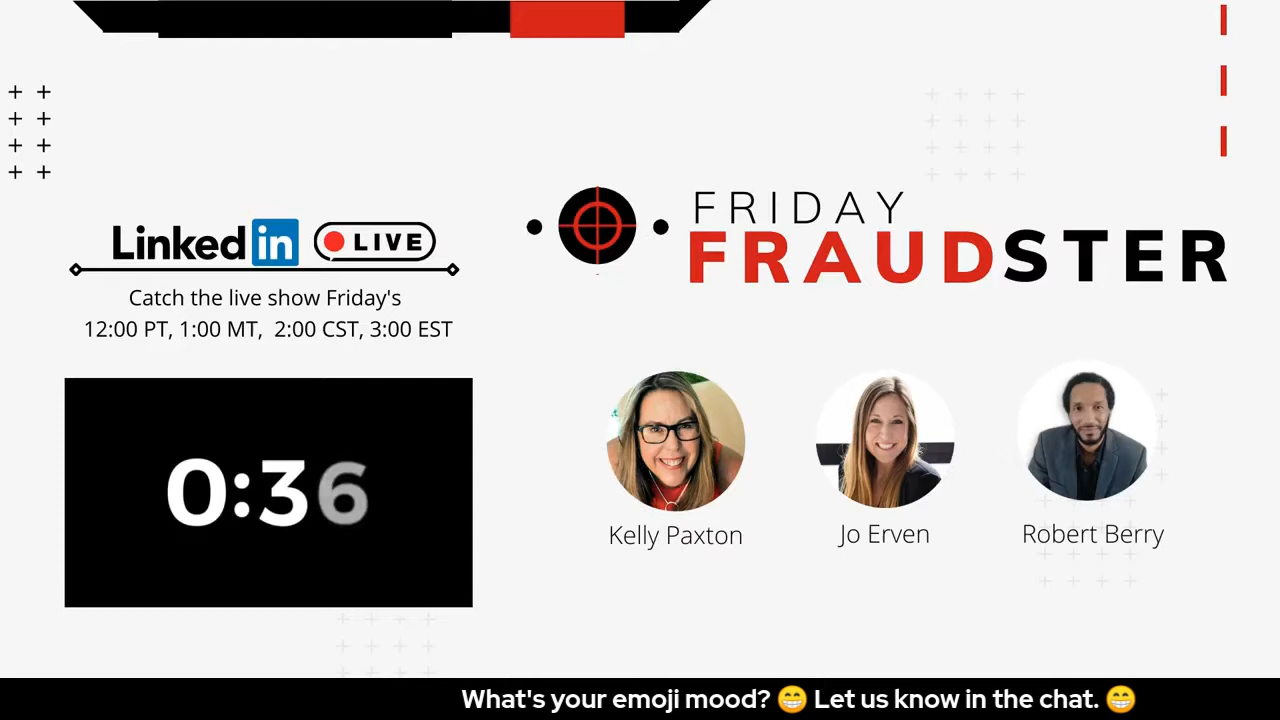 Linked in LIVE
Catch the live show Friday's
12:00 PT, 1:00 MT, 2:00 CST, 3:00 EST
0:36
FRIDAY
FRAUDSTER
Kelly Paxton
Jo Erven
Robert Berry
What's your emoji mood? 😁 Let us know in the chat. 😁